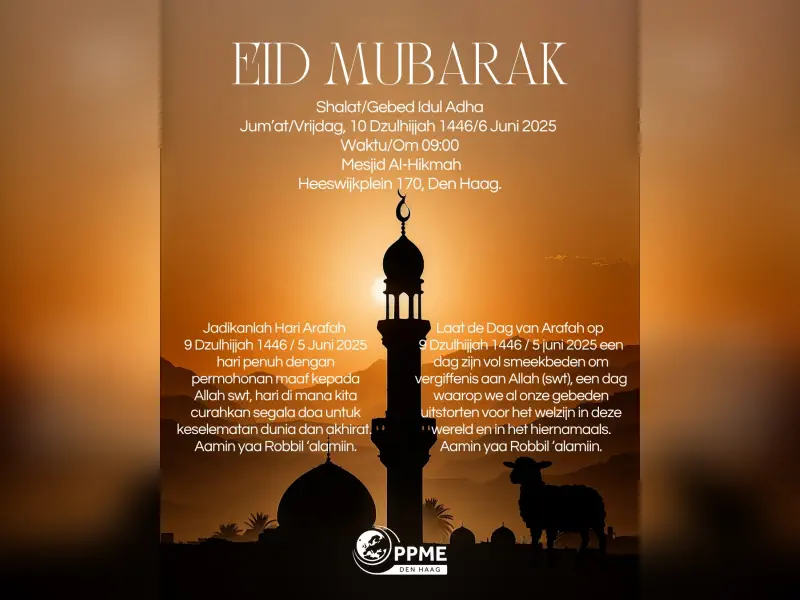 EID MUBARAK
Shalat/Gebed Idul Adha
Jum'at/Vrijdag, 10 Dzulhijjah 1446/6 Juni 2025
Waktu/Om 09:00
Mesjid Al-Hikmah
Heeswijkplein 170, Den Haag.
Jadikanlah Hari Arafah
9 Dzulhijjah 1446 / 5 Juni 2025
hari penuh dengan
permohonan maaf kepada
Allah swt, hari di mana kita
curahkan segala doa untuk
keselematan dunia dan akhirat.
Aamin yaa Robbil 'alamiin.
Laat de Dag van Arafah op
9 Dzulhijjah 1446 / 5 juni 2025 een
dag zijn vol smeekbeden om
vergiffenis aan Allah (swt), een dag
waarop we al onze gebeden
uitstorten voor het welzijn in deze
wereld en in het hiernamaals.
Aamin yaa Robbil 'alamiin.
PPME
DEN HAAG